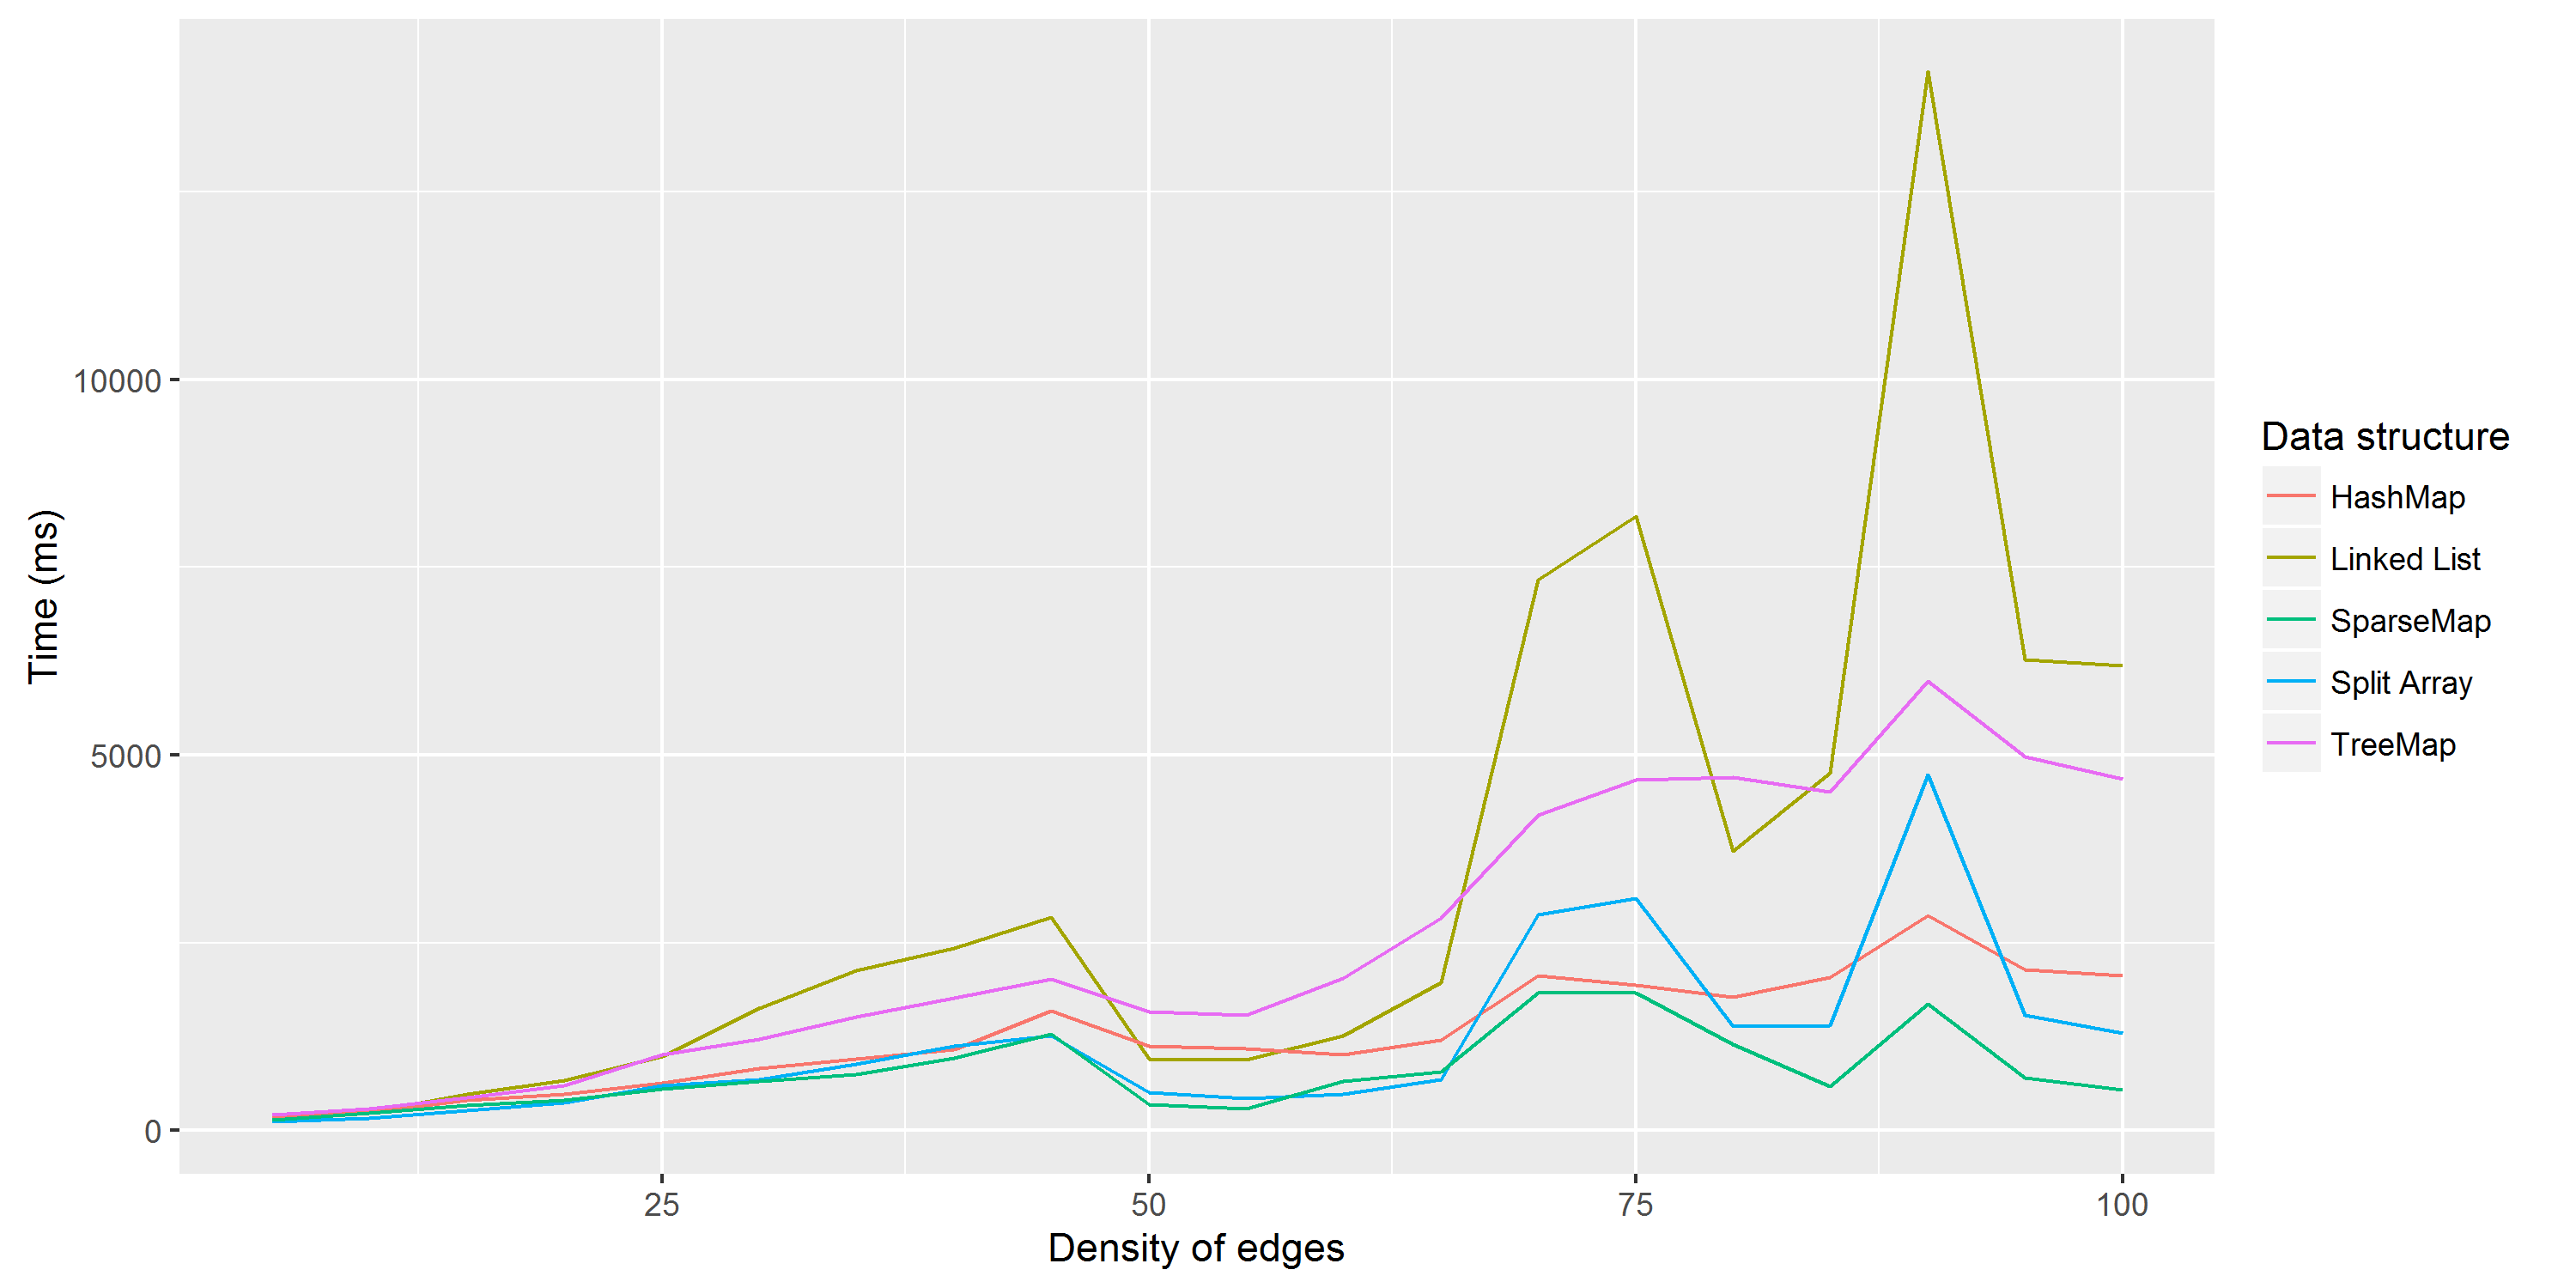 Time (ms)
10000
5000
0
25 50 75 100
Density of edges
Data structure
HashMap
Linked List
SparseMap
Split Array
TreeMap